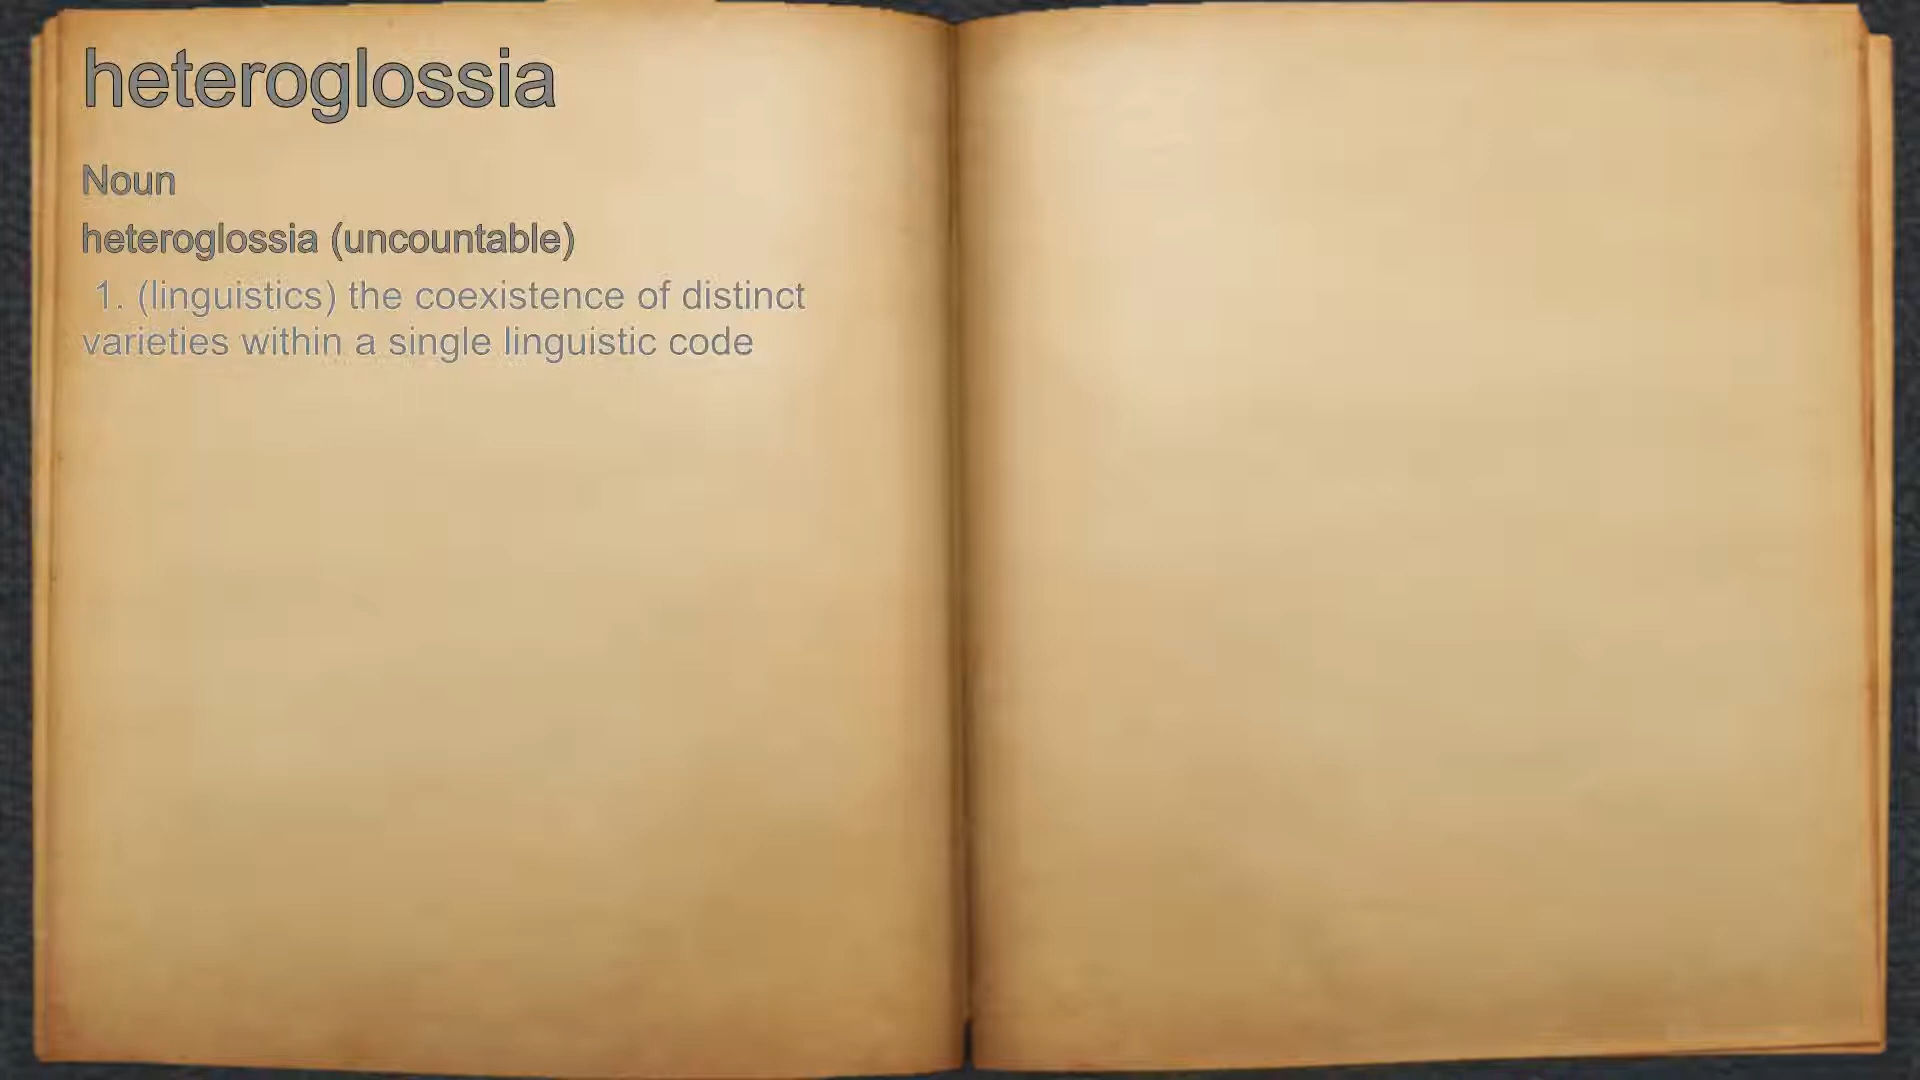 heteroglossia
Noun
heteroglossia (uncountable)
1. (linguistics) the coexistence of distinct
varieties within a single linguistic code